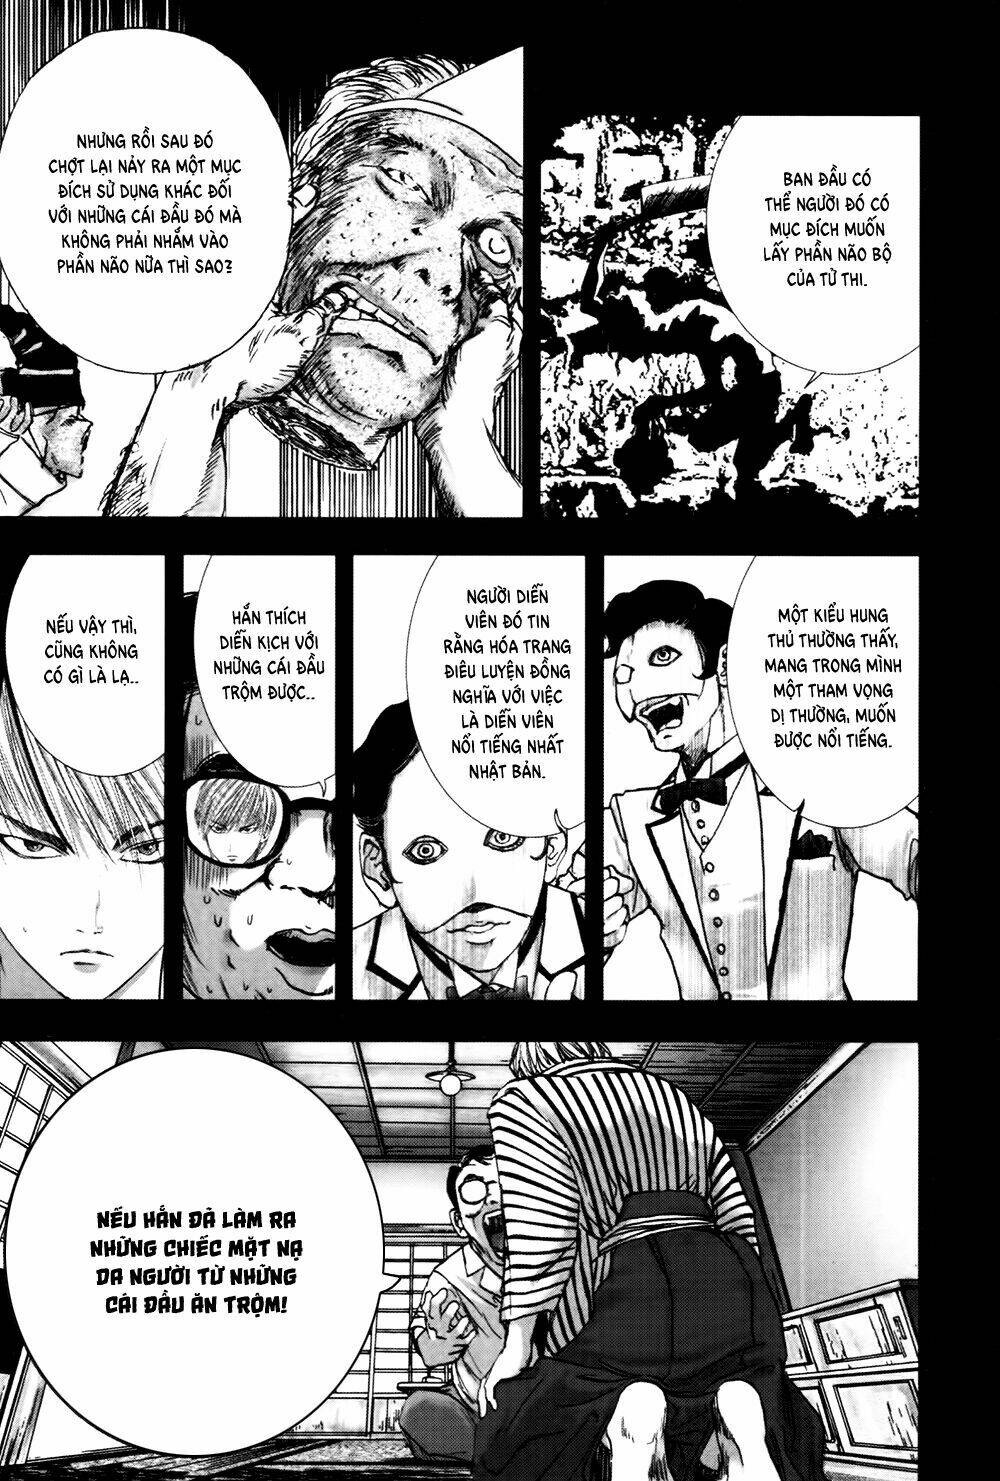 BAN ĐẦU CÓ
THỂ NGƯỜI ĐÓ CÓ
MỤC ĐÍCH MUỐN
LẤY PHẦN NÃO BỘ
CỦA TỬ THI.
NHƯNG RỒI SAU ĐÓ
CHỢT LẠI NẢY RA MỘT MỤC
ĐÍCH SỬ DỤNG KHÁC ĐỐI
VỚI NHỮNG CÁI ĐẦU ĐÓ MÀ
KHÔNG PHẢI NHẮM VÀO
PHẦN NÃO NỮA THÌ SAO?
MỘT KIỂU HUNG
THỦ THƯỜNG THẤY,
MANG TRONG MÌNH
MỘT THAM VỌNG
DỊ THƯỜNG, MUỐN
ĐƯỢC NỔI TIẾNG.
NGƯỜI DIỄN
VIÊN ĐÓ TIN
RẰNG HÓA TRANG
ĐIÊU LUYỆN ĐỒNG
NGHĨA VỚI VIỆC
LÀ DIỄN VIÊN
NỔI TIẾNG NHẤT
NHẬT BẢN.
HẮN THÍCH
DIỄN KỊCH VỚI
NHỮNG CÁI ĐẦU
TRỘM ĐƯỢC..
NẾU VẬY THÌ,
CŨNG KHÔNG
CÓ GÌ LÀ LẠ..
NẾU HẮN ĐÃ LÀM RA
NHỮNG CHIẾC MẶT NẠ
DA NGƯỜI TỪ NHỮNG
CÁI ĐẦU ĂN TRỘM!